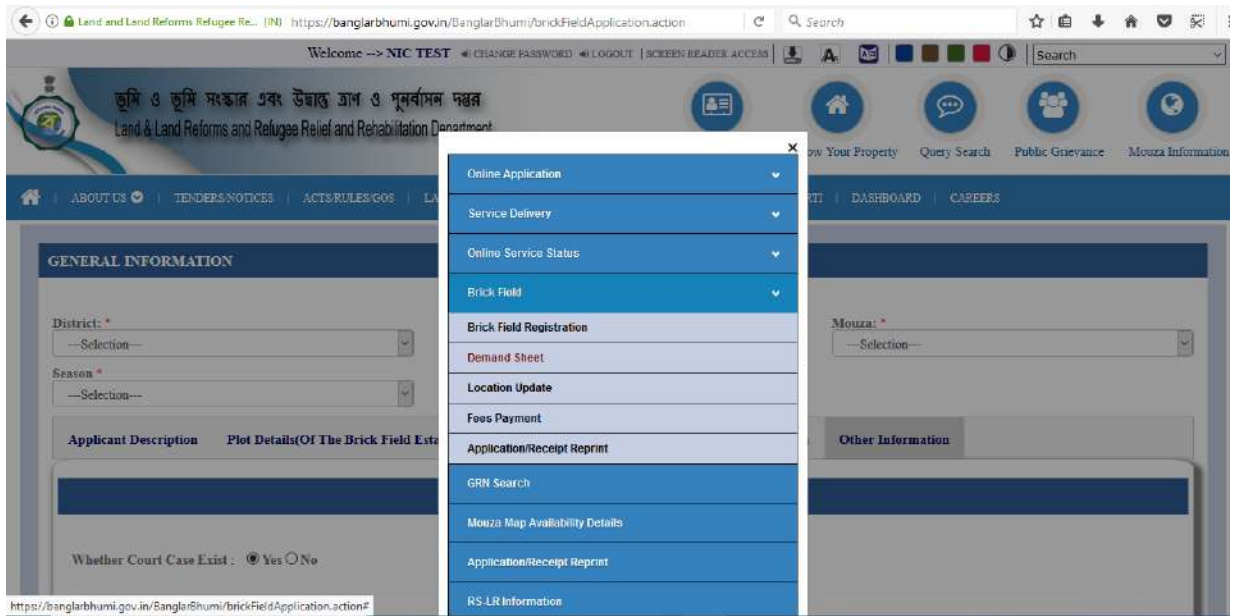 Land and Land Reforms Refugee Re... (IN) https://banglarbhumi.gov.in/BanglarBhumi/brickFieldApplication.action Search
Welcome --> NIC TEST CHANGE PASSWORD LOGOUT | SCREEN READER ACCESS Search
ভূমি ও ভূমি সংস্কার এবং উদ্বাস্তু ত্রাণ ও পুনর্বাসন দপ্তর
Land & Land Reforms and Refugee Relief and Rehabilitation Department
ow Your Property Query Search Public Grievance Mouza Information
ABOUT US | TENDERS/NOTICES | ACTS/RULES/GOS | LA
RTI | DASHBOARD | CAREERS
GENERAL INFORMATION
District: *
---Selection---
Mouza: *
---Selection---
Season *
---Selection---
Applicant Description Plot Details(Of The Brick Field Esta Other Information
Whether Court Case Exist : Yes No
×
Online Application
Service Delivery
Online Service Status
Brick Field
Brick Field Registration
Demand Sheet
Location Update
Fees Payment
Application/Receipt Reprint
GRN Search
Mouza Map Availability Details
Application/Receipt Reprint
RS-LR Information
https://banglarbhumi.gov.in/BanglarBhumi/brickFieldApplication.action#